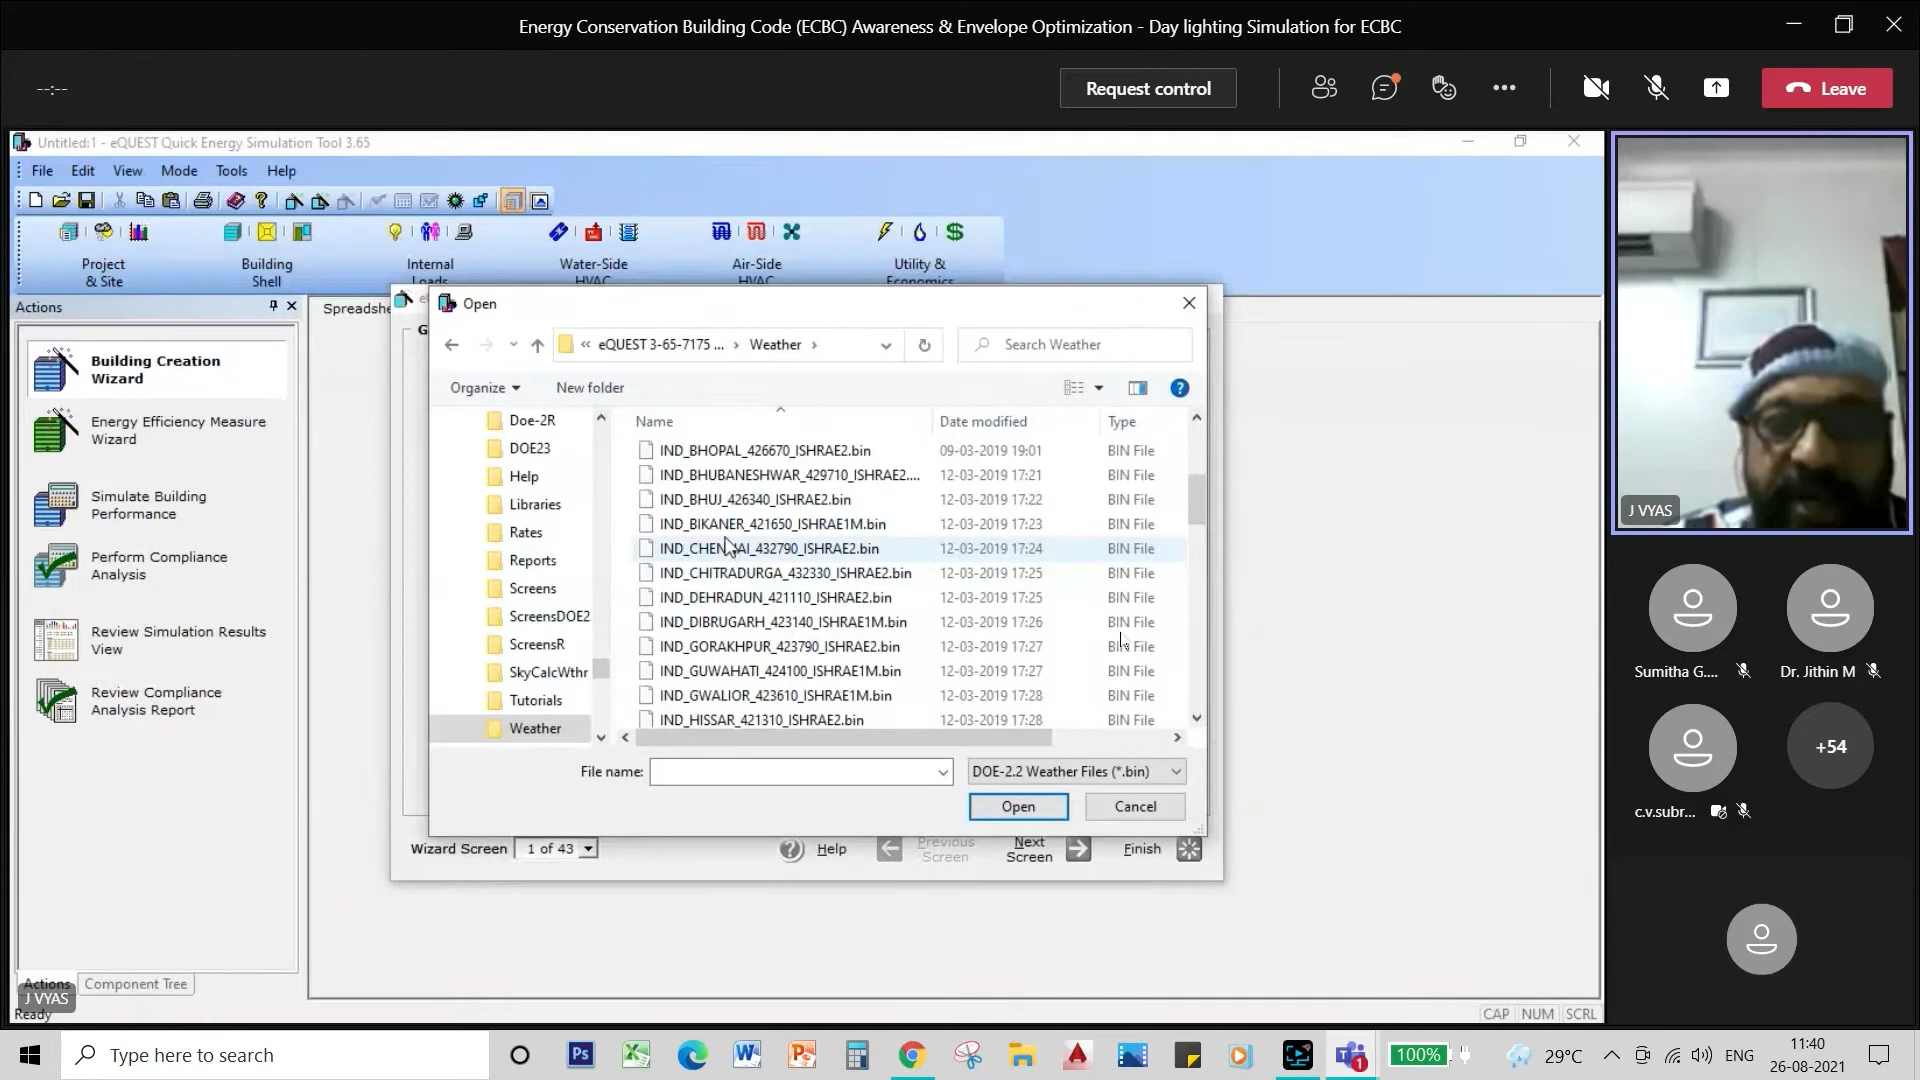 Energy Conservation Building Code (ECBC) Awareness & Envelope Optimization - Day lighting Simulation for ECBC
--:--
Request control
Leave
Untitled:1 - eQUEST Quick Energy Simulation Tool 3.65
File Edit View Mode Tools Help
Project & Site
Building Shell
Internal Loads
Water-Side HVAC
Air-Side HVAC
Utility & Economics
Actions
Spreadshe
Building Creation
Wizard
Energy Efficiency Measure
Wizard
Simulate Building
Performance
Perform Compliance
Analysis
Review Simulation Results
View
Review Compliance
Analysis Report
Actions Component Tree
J VYAS
Ready
CAP NUM SCRL
Open
« eQUEST 3-65-7175 ... › Weather ›
Search Weather
Organize New folder
Doe-2R
DOE23
Help
Libraries
Rates
Reports
Screens
ScreensDOE2
ScreensR
SkyCalcWthr
Tutorials
Weather
Name Date modified Type
IND_BHOPAL_426670_ISHRAE2.bin 09-03-2019 19:01 BIN File
IND_BHUBANESHWAR_429710_ISHRAE2.... 12-03-2019 17:21 BIN File
IND_BHUJ_426340_ISHRAE2.bin 12-03-2019 17:22 BIN File
IND_BIKANER_421650_ISHRAE1M.bin 12-03-2019 17:23 BIN File
IND_CHENNAI_432790_ISHRAE2.bin 12-03-2019 17:24 BIN File
IND_CHITRADURGA_432330_ISHRAE2.bin 12-03-2019 17:25 BIN File
IND_DEHRADUN_421110_ISHRAE2.bin 12-03-2019 17:25 BIN File
IND_DIBRUGARH_423140_ISHRAE1M.bin 12-03-2019 17:26 BIN File
IND_GORAKHPUR_423790_ISHRAE2.bin 12-03-2019 17:27 BIN File
IND_GUWAHATI_424100_ISHRAE1M.bin 12-03-2019 17:27 BIN File
IND_GWALIOR_423610_ISHRAE1M.bin 12-03-2019 17:28 BIN File
IND_HISSAR_421310_ISHRAE2.bin 12-03-2019 17:28 BIN File
File name:
DOE-2.2 Weather Files (*.bin)
Open Cancel
Wizard Screen 1 of 43
Help
Previous Screen
Next Screen
Finish
J VYAS
Sumitha G....
Dr. Jithin M
c.v.subr...
+54
Type here to search
100%
29°C
ENG
11:40
26-08-2021